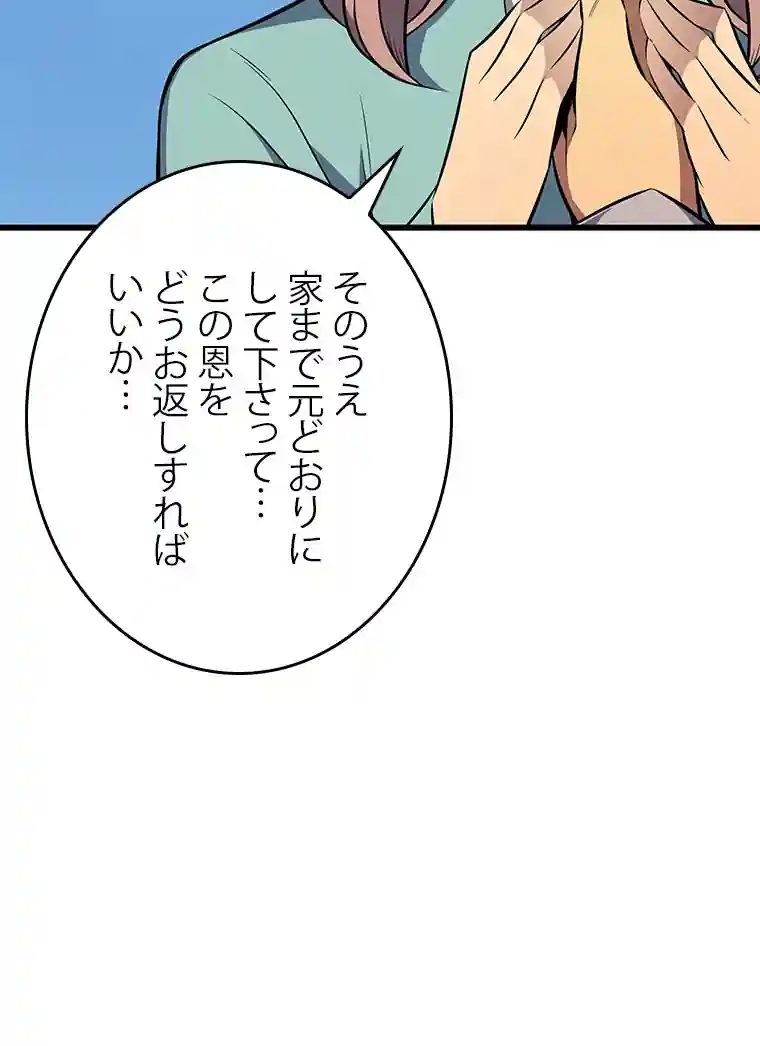 そのうえ
家まで元どおりに
して下さって…
この恩を
どうお返しすれば
いいか…